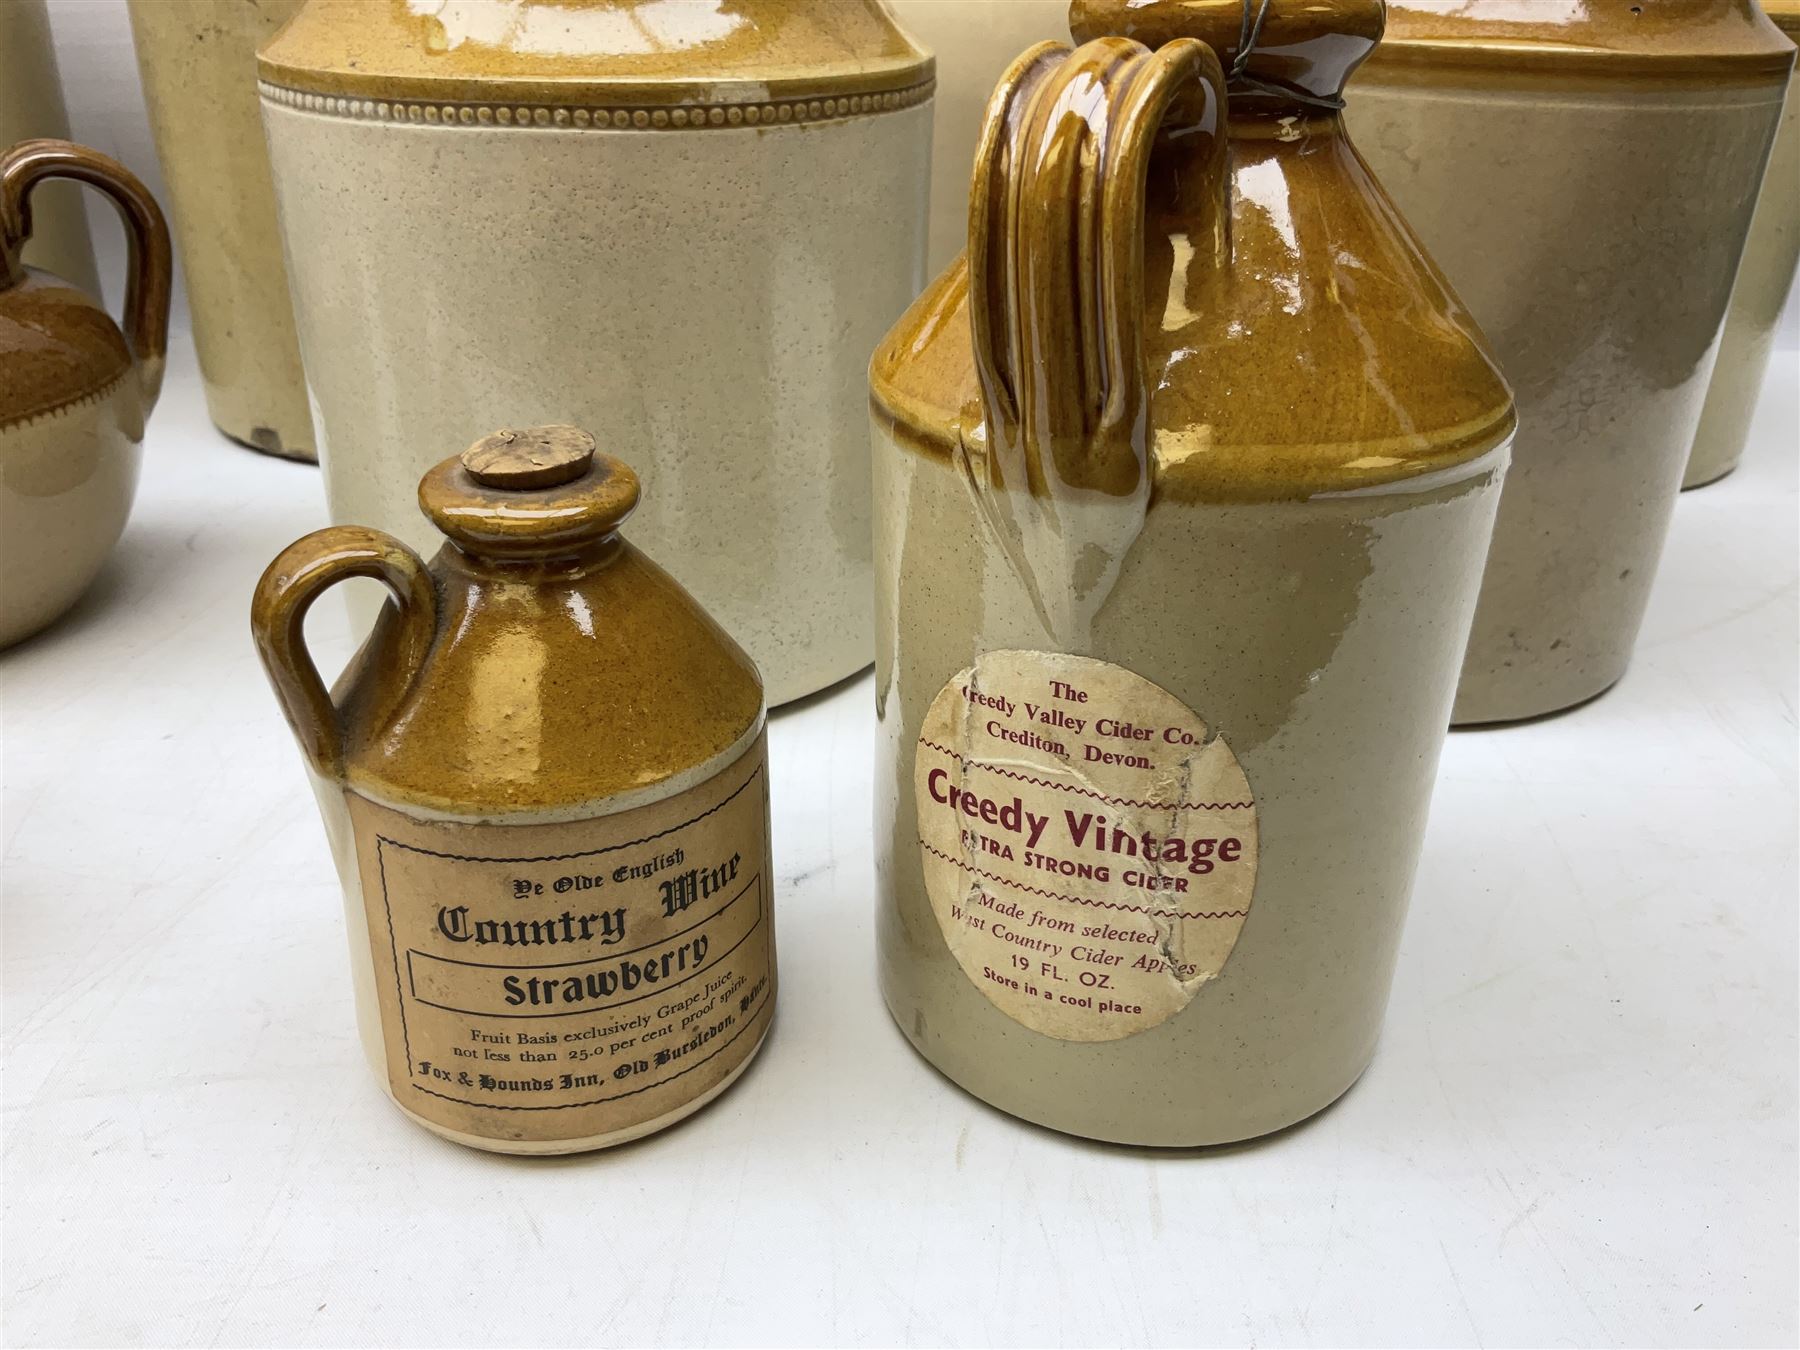 Ye Olde English
Country Wine
Strawberry
Fruit Basis exclusively Grape Juice
not less than 25.0 per cent proof spirit.
Fox & Hounds Inn, Old Bursledon, Hants.
The
Creedy Valley Cider Co.
Crediton, Devon.
Creedy Vintage
EXTRA STRONG CIDER
Made from selected
West Country Cider Apples
19 FL. OZ.
Store in a cool place